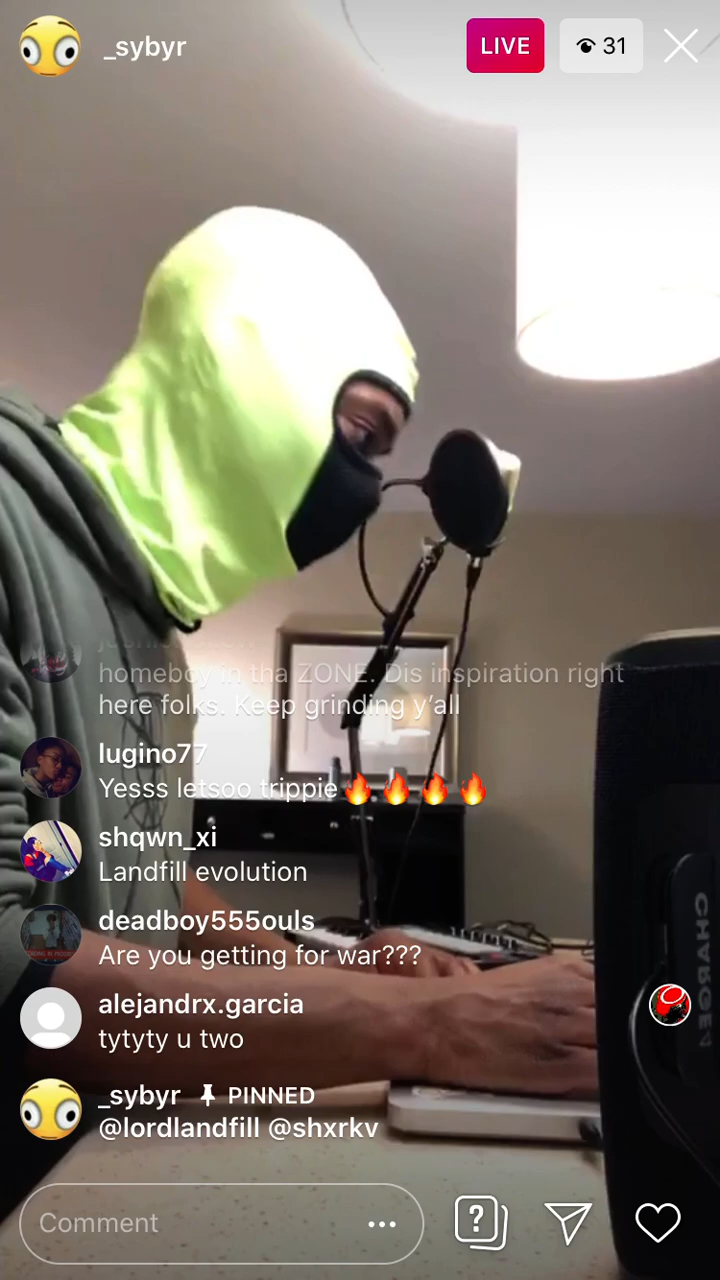 _sybyr
LIVE
31
homeboy in tha ZONE. Dis inspiration right
here folks. Keep grinding y'all
lugino77
Yesss letsoo trippie🔥🔥🔥🔥
shqwn_xi
Landfill evolution
deadboy555ouls
Are you getting for war???
alejandrx.garcia
tytyty u two
_sybyr 📌 PINNED
@lordlandfill @shxrkv
Comment
CHARGE4